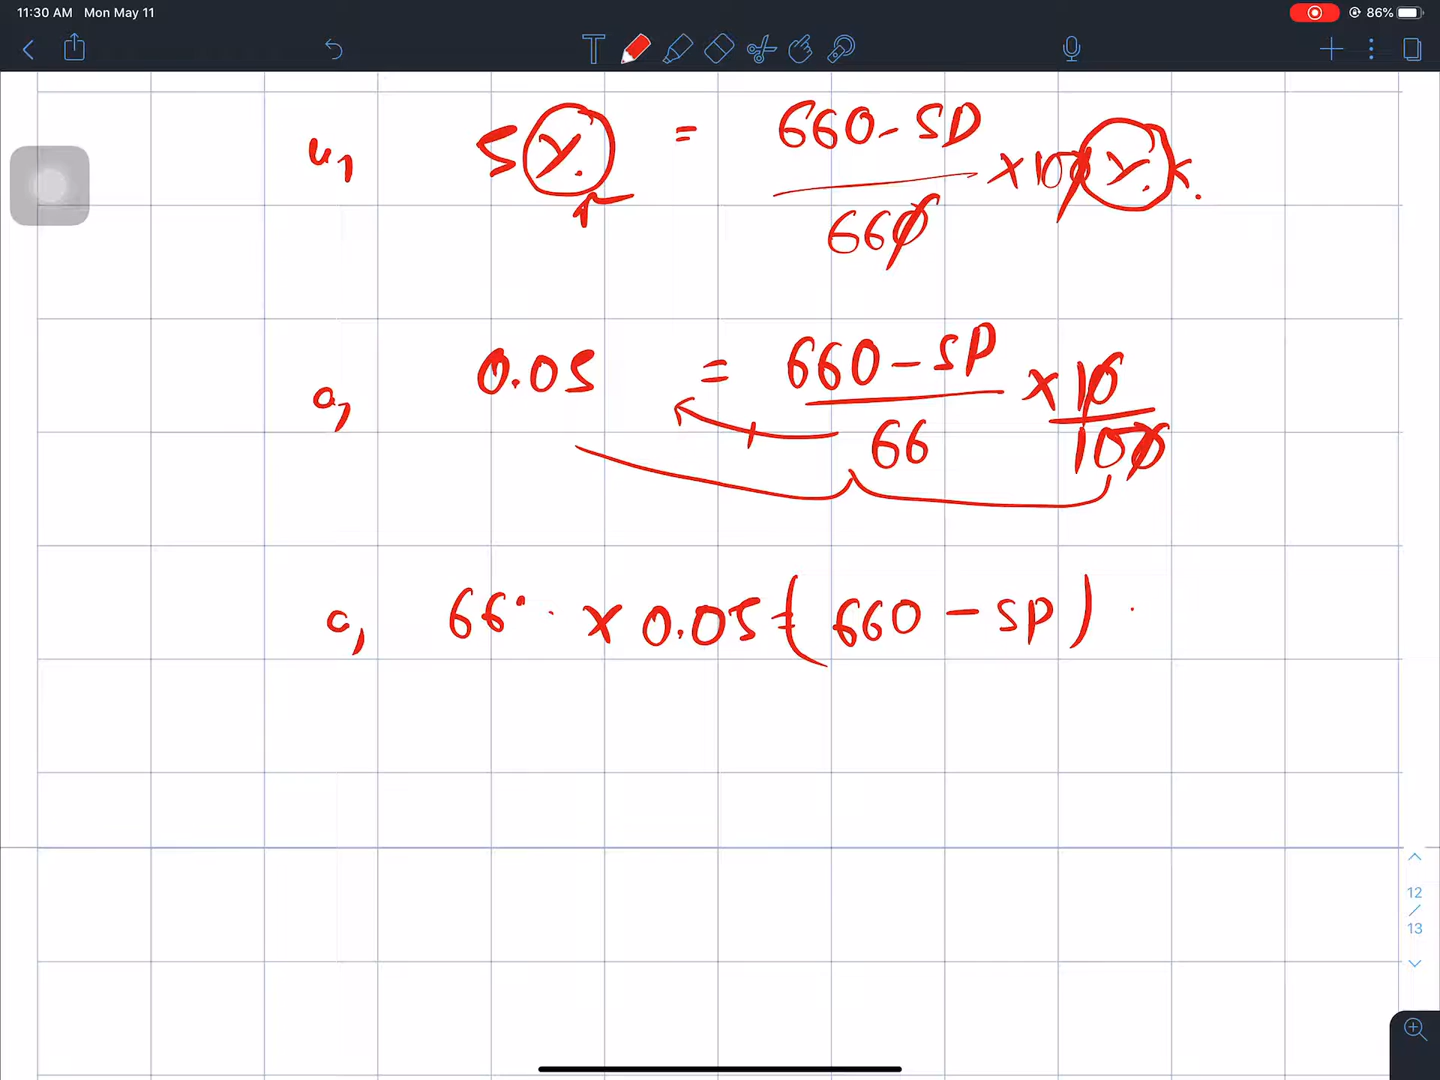 11:30 AM Mon May 11
86%
5%. = 660 - SP / 660 × 100%
0.05 = 660 - SP / 66 × 10 / 100
66 × 0.05 = (660 - SP)
12
/
13